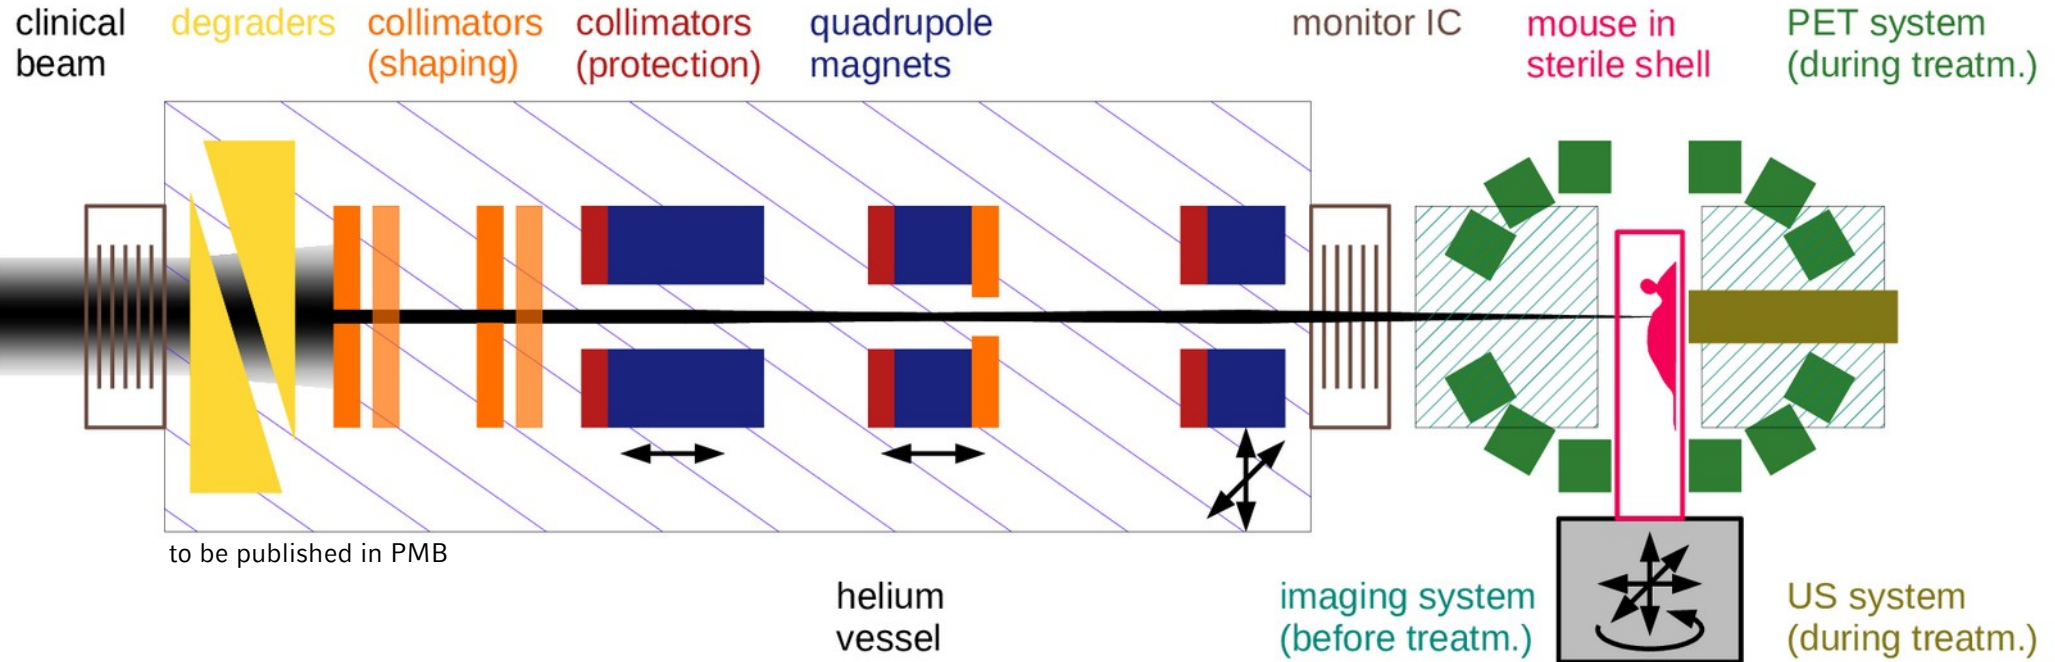 clinical
beam
degraders
collimators
(shaping)
collimators
(protection)
quadrupole
magnets
monitor IC
mouse in
sterile shell
PET system
(during treatm.)
to be published in PMB
helium
vessel
imaging system
(before treatm.)
US system
(during treatm.)